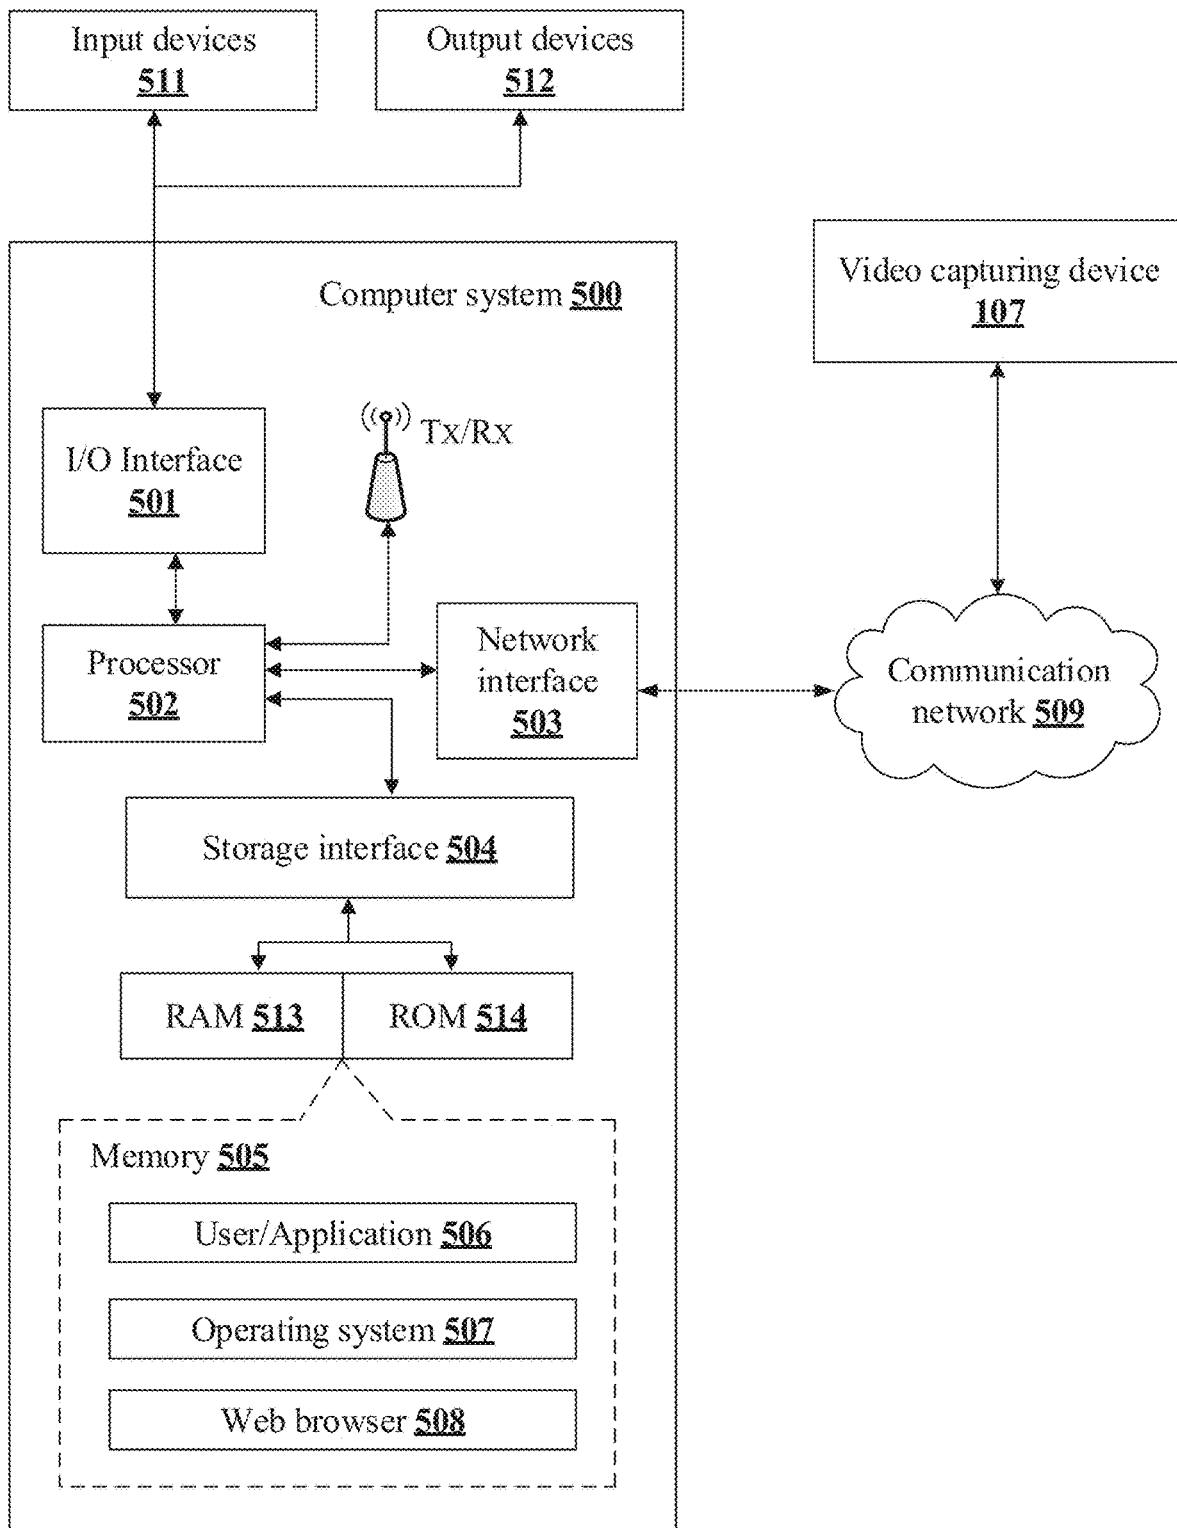 Input devices
511
Output devices
512
Computer system 500
Video capturing device
107
I/O Interface
501
Tx/Rx
Processor
502
Network
interface
503
Communication
network 509
Storage interface 504
RAM 513
ROM 514
Memory 505
User/Application 506
Operating system 507
Web browser 508